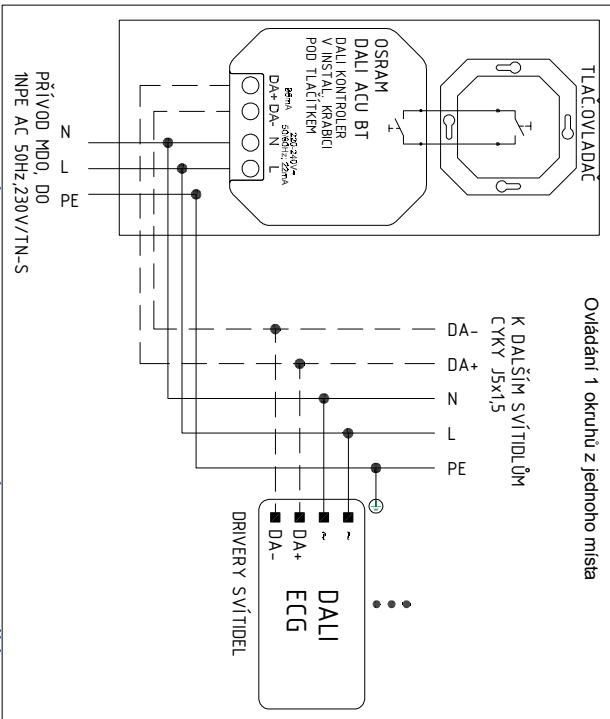 Ovládání 1 okruhů z jednoho místa
TLAČ.OVLADAČ
OSRAM
DALI ACU BT
DALI KONTROLER
V INSTAL. KRABICI
POD TLAČÍTKEM
220-240V/~
50/60Hz, 22mA
DA+ DA- N L
N
L
PE
PŘÍVOD MDO, DO
1NPE AC 50Hz,230V/TN-S
K DALŠÍM SVÍTIDLŮM
CYKY J5x1,5
DA-
DA+
N
L
PE
~
~
DA+
DA-
DALI
ECG
DRIVERY SVÍTIDEL